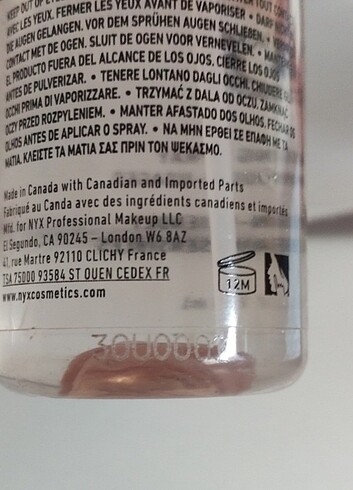 KEEP OUT OF
AVEC LES YEUX. FERMER LES YEUX AVANT DE VAPORISER •
DIE AUGEN GELANGEN. VOR DEM SPRÜHEN AUGEN SCHLIEßEN. •
CONTACT MET DE OGEN. SLUIT DE OGEN VOOR VERNEVELEN. •
EL PRODUCTO FUERA DEL ALCANCE DE LOS OJOS. CIERRE LOS OJOS
ANTES DE PULVERIZAR. • TENERE LONTANO DAGLI OCCHI. CHIUDERE GLI
OCCHI PRIMA DI VAPORIZZARE. • TRZYMAĆ Z DALA OD OCZU. ZAMKNĄĆ
OCZY PRZED ROZPYLENIEM. • MANTER AFASTADO DOS OLHOS. FECHAR OS
OLHOS ANTES DE APLICAR O SPRAY. • ΝΑ ΜΗΝ ΕΡΘΕΙ ΣΕ ΕΠΑΦΗ ΜΕ ΤΑ
ΜΑΤΙΑ. ΚΛΕΙΣΤΕ ΤΑ ΜΑΤΙΑ ΣΑΣ ΠΡΙΝ ΤΟΝ ΨΕΚΑΣΜΟ.
Made in Canada with Canadian and Imported Parts
Fabriqué au Canda avec des ingrédients canadiens et importés
Mfd. for NYX Professional Makeup LLC
El Segundo, CA 90245 – London W6 8AZ
41, rue Martre 92110 CLICHY France
TSA 75000 93584 ST OUEN CEDEX FR
www.nyxcosmetics.com
12M